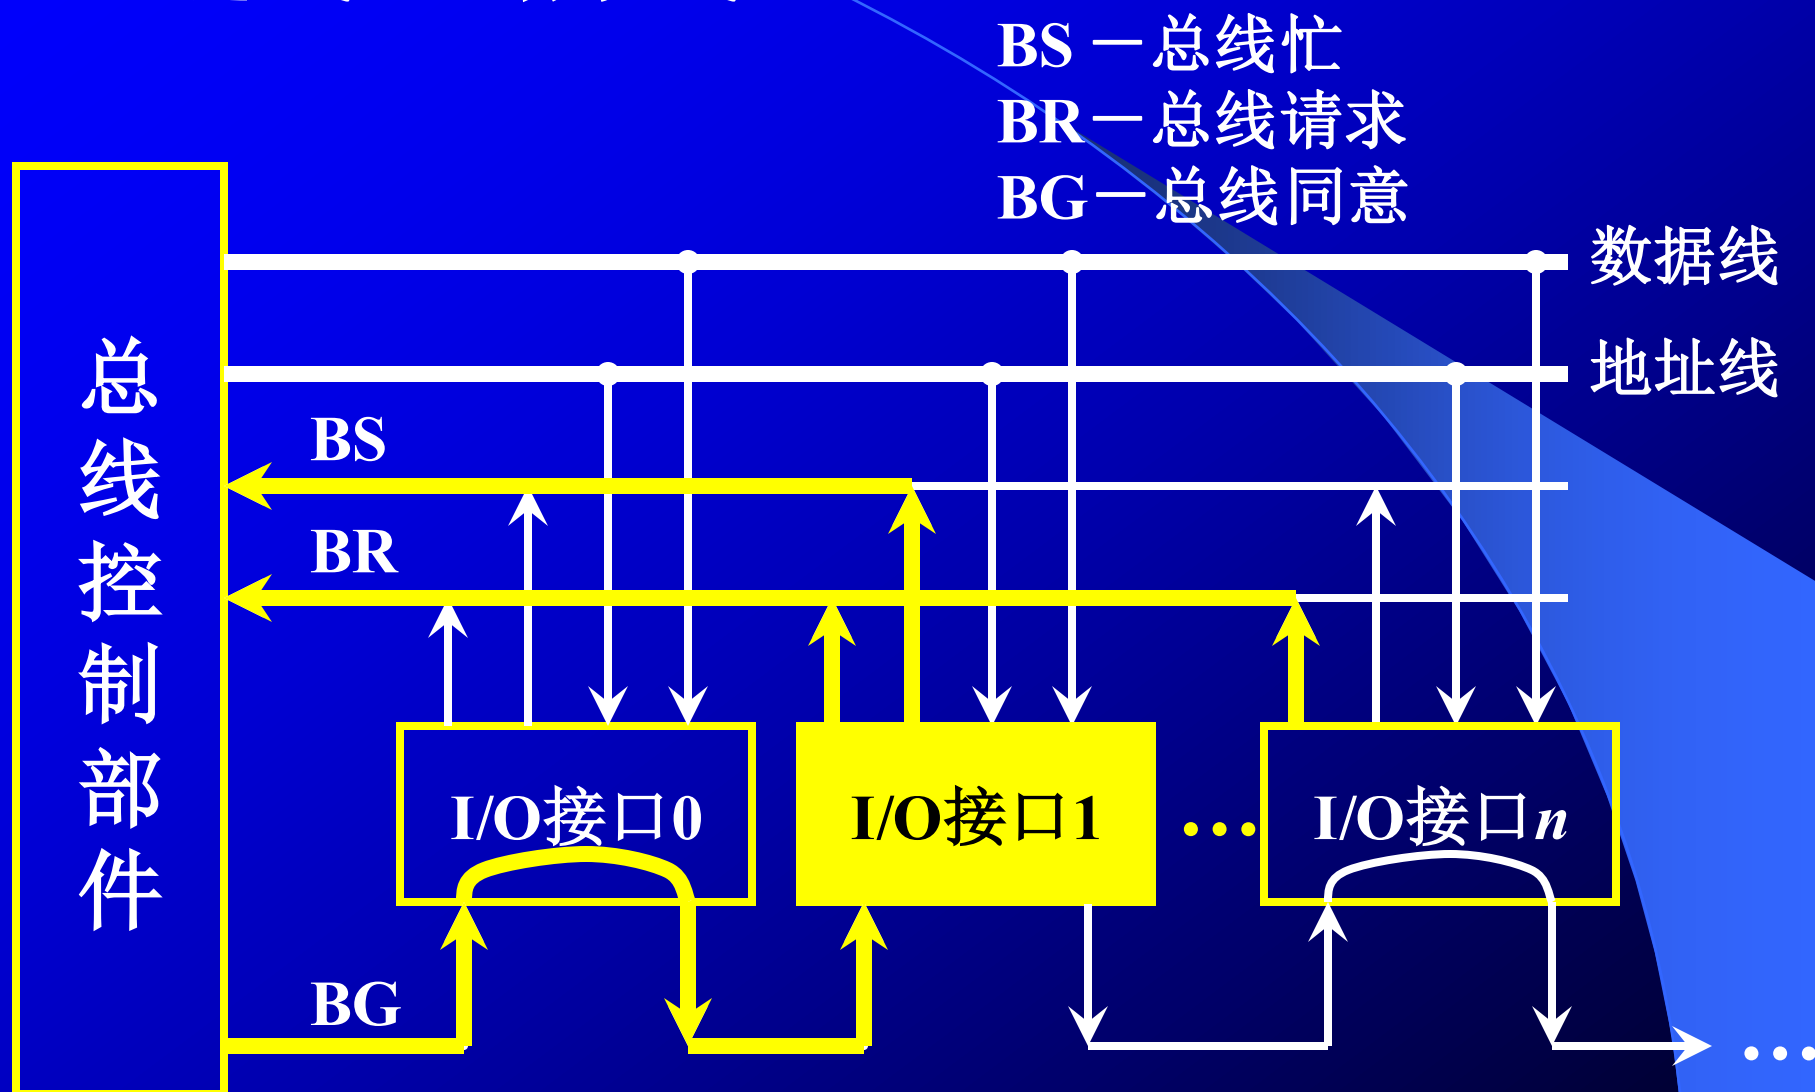 BS－总线忙
BR－总线请求
BG－总线同意
数据线
地址线
总线控制部件
BS
BR
I/O接口0
I/O接口1
…
I/O接口n
BG
…